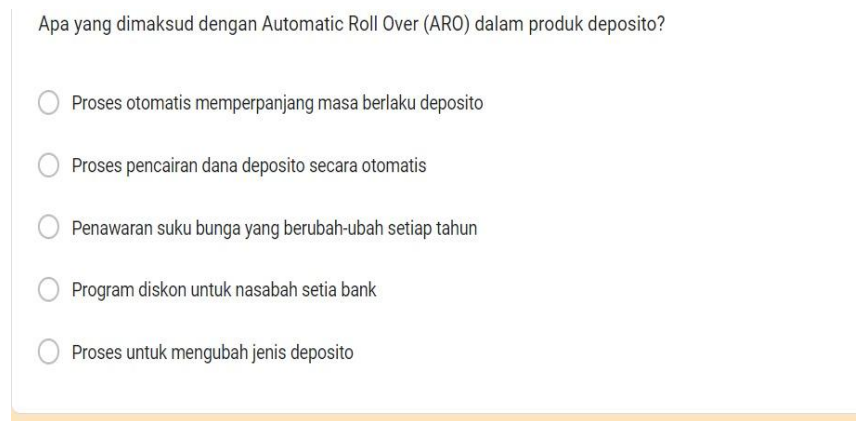 Apa yang dimaksud dengan Automatic Roll Over (ARO) dalam produk deposito?
Proses otomatis memperpanjang masa berlaku deposito
Proses pencairan dana deposito secara otomatis
Penawaran suku bunga yang berubah-ubah setiap tahun
Program diskon untuk nasabah setia bank
Proses untuk mengubah jenis deposito